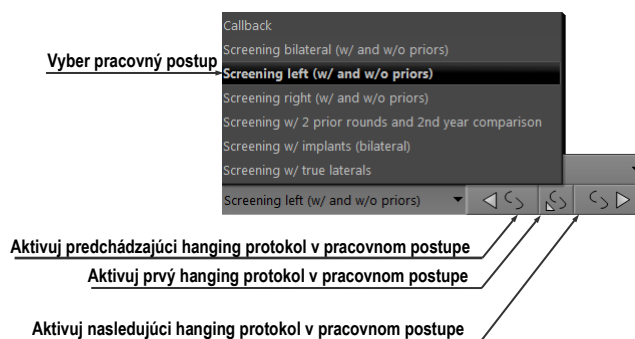 Callback
Screening bilateral (w/ and w/o priors)
Vyber pracovný postup
Screening left (w/ and w/o priors)
Screening right (w/ and w/o priors)
Screening w/ 2 prior rounds and 2nd year comparison
Screening w/ implants (bilateral)
Screening w/ true laterals
Screening left (w/ and w/o priors)
Aktivuj predchádzajúci hanging protokol v pracovnom postupe
Aktivuj prvý hanging protokol v pracovnom postupe
Aktivuj nasledujúci hanging protokol v pracovnom postupe